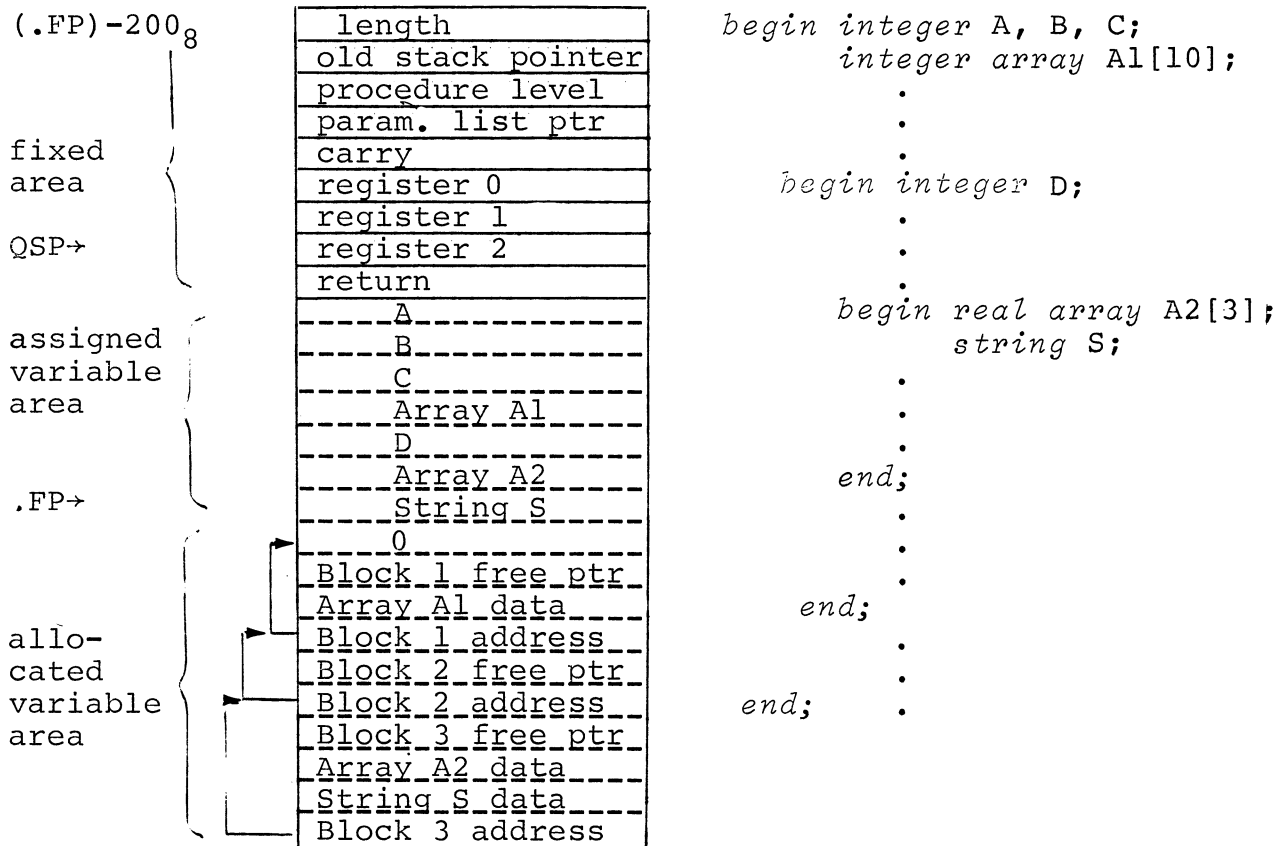 (.FP)-200₈
fixed
area
QSP→
assigned
variable
area
.FP→
allo-
cated
variable
area
length
old stack pointer
procedure level
param. list ptr
carry
register 0
register 1
register 2
return
A
B
C
Array A1
D
Array A2
String S
0
Block 1 free ptr
Array A1 data
Block 1 address
Block 2 free ptr
Block 2 address
Block 3 free ptr
Array A2 data
String S data
Block 3 address
begin integer A, B, C;
integer array A1[10];
.
.
.
begin integer D;
.
.
.
begin real array A2[3];
string S;
.
.
.
end;
.
.
.
end;
.
.
end; .